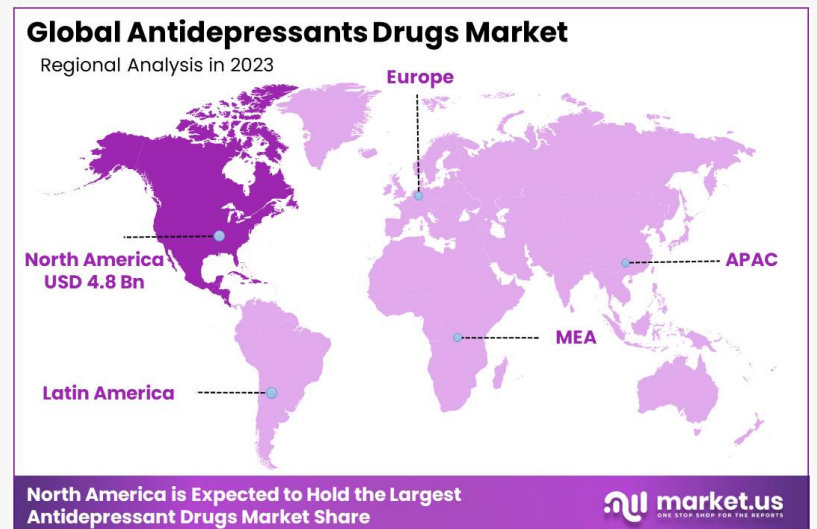 Global Antidepressants Drugs Market
Regional Analysis in 2023
Europe
North America
USD 4.8 Bn
APAC
MEA
Latin America
North America is Expected to Hold the Largest
Antidepressant Drugs Market Share
market.us
ONE STOP SHOP FOR THE REPORTS